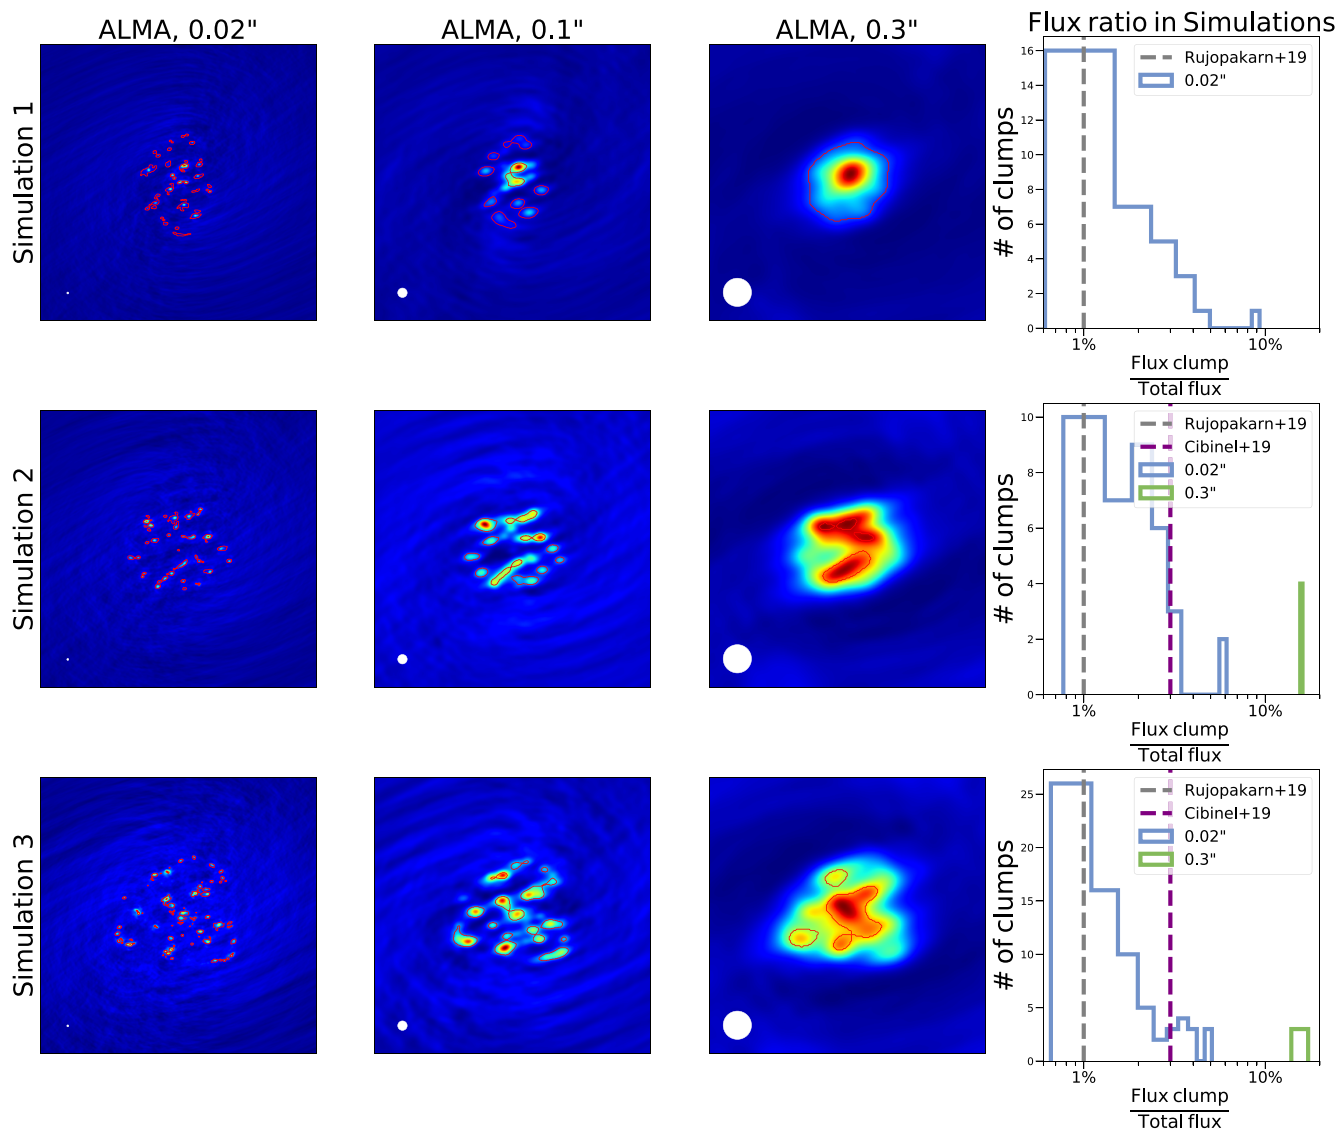 ALMA, 0.02"
ALMA, 0.1"
ALMA, 0.3"
Flux ratio in Simulations
Simulation 1
# of clumps
16
14
12
10
8
6
4
2
0
Rujopakarn+19
0.02"
1%
10%
Flux clump
Total flux
Simulation 2
# of clumps
10
8
6
4
2
0
Rujopakarn+19
Cibinel+19
0.02"
0.3"
1%
10%
Flux clump
Total flux
Simulation 3
# of clumps
25
20
15
10
5
0
Rujopakarn+19
Cibinel+19
0.02"
0.3"
1%
10%
Flux clump
Total flux